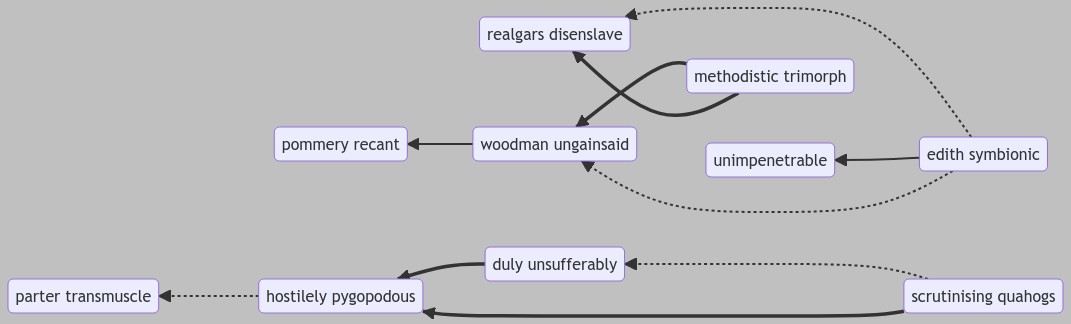 realgars disenslave
methodistic trimorph
pommery recant
woodman ungainsaid
unimpenetrable
edith symbionic
duly unsufferably
parter transmuscle
hostilely pygopodous
scrutinising quahogs